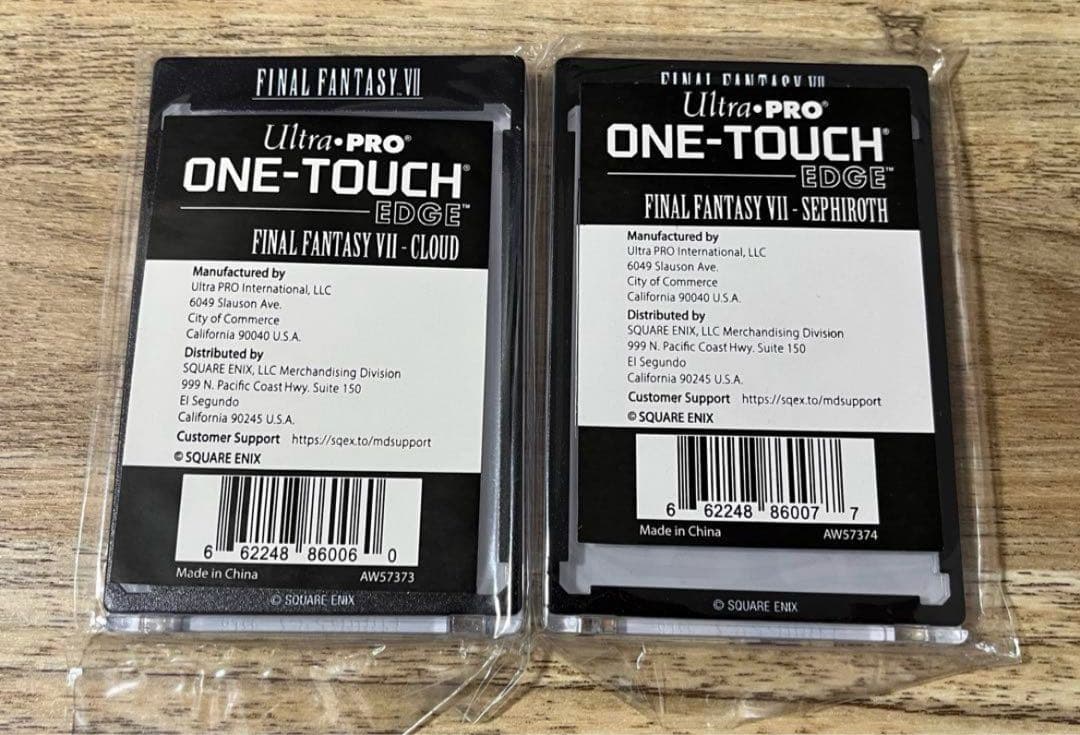 FINAL FANTASY VII
Ultra•PRO®
ONE-TOUCH®
EDGE™
FINAL FANTASY VII - CLOUD
Manufactured by
Ultra PRO International, LLC
6049 Slauson Ave.
City of Commerce
California 90040 U.S.A.
Distributed by
SQUARE ENIX, LLC Merchandising Division
999 N. Pacific Coast Hwy. Suite 150
El Segundo
California 90245 U.S.A.
Customer Support https://sqex.to/mdsupport
© SQUARE ENIX
6 62248 86006 0
Made in China AW57373
© SQUARE ENIX
FINAL FANTASY VII
Ultra•PRO®
ONE-TOUCH®
EDGE™
FINAL FANTASY VII - SEPHIROTH
Manufactured by
Ultra PRO International, LLC
6049 Slauson Ave.
City of Commerce
California 90040 U.S.A.
Distributed by
SQUARE ENIX, LLC Merchandising Division
999 N. Pacific Coast Hwy. Suite 150
El Segundo
California 90245 U.S.A.
Customer Support https://sqex.to/mdsupport
© SQUARE ENIX
6 62248 86007 7
Made in China AW57374
© SQUARE ENIX